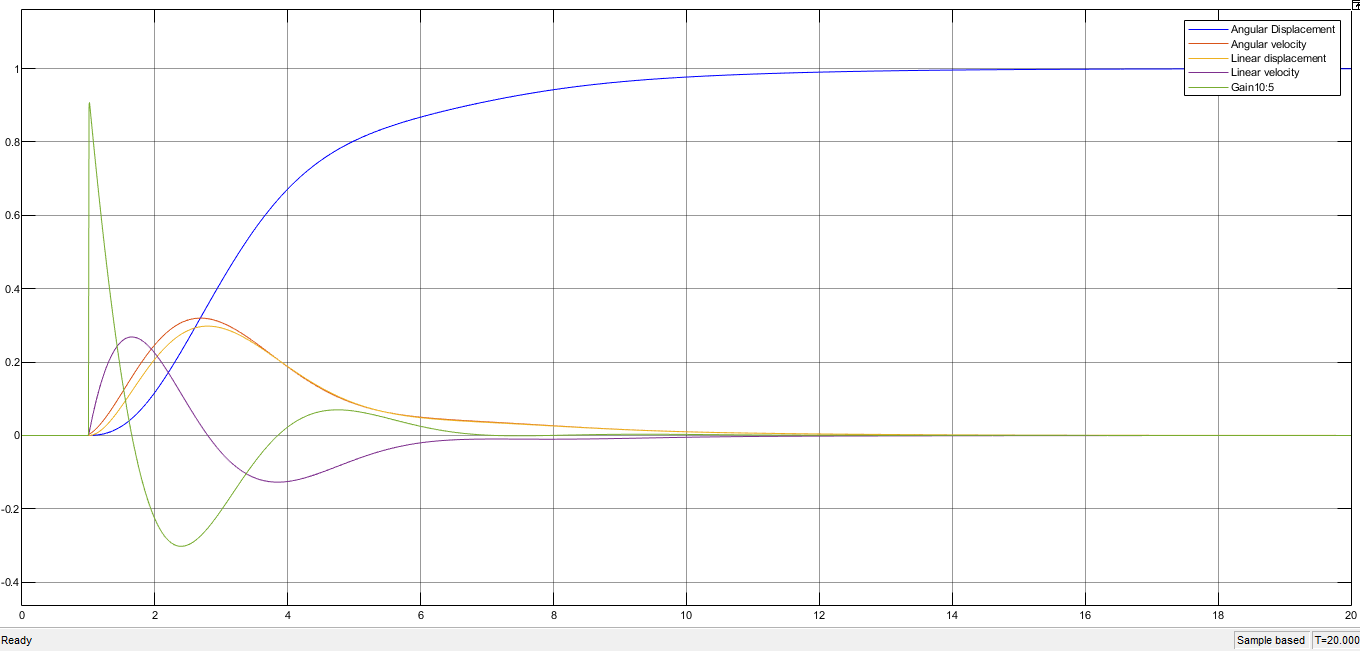 Angular Displacement
Angular velocity
Linear displacement
Linear velocity
Gain10:5
1
0.8
0.6
0.4
0.2
0
-0.2
-0.4
0 2 4 6 8 10 12 14 16 18 20
Ready Sample based T=20.000